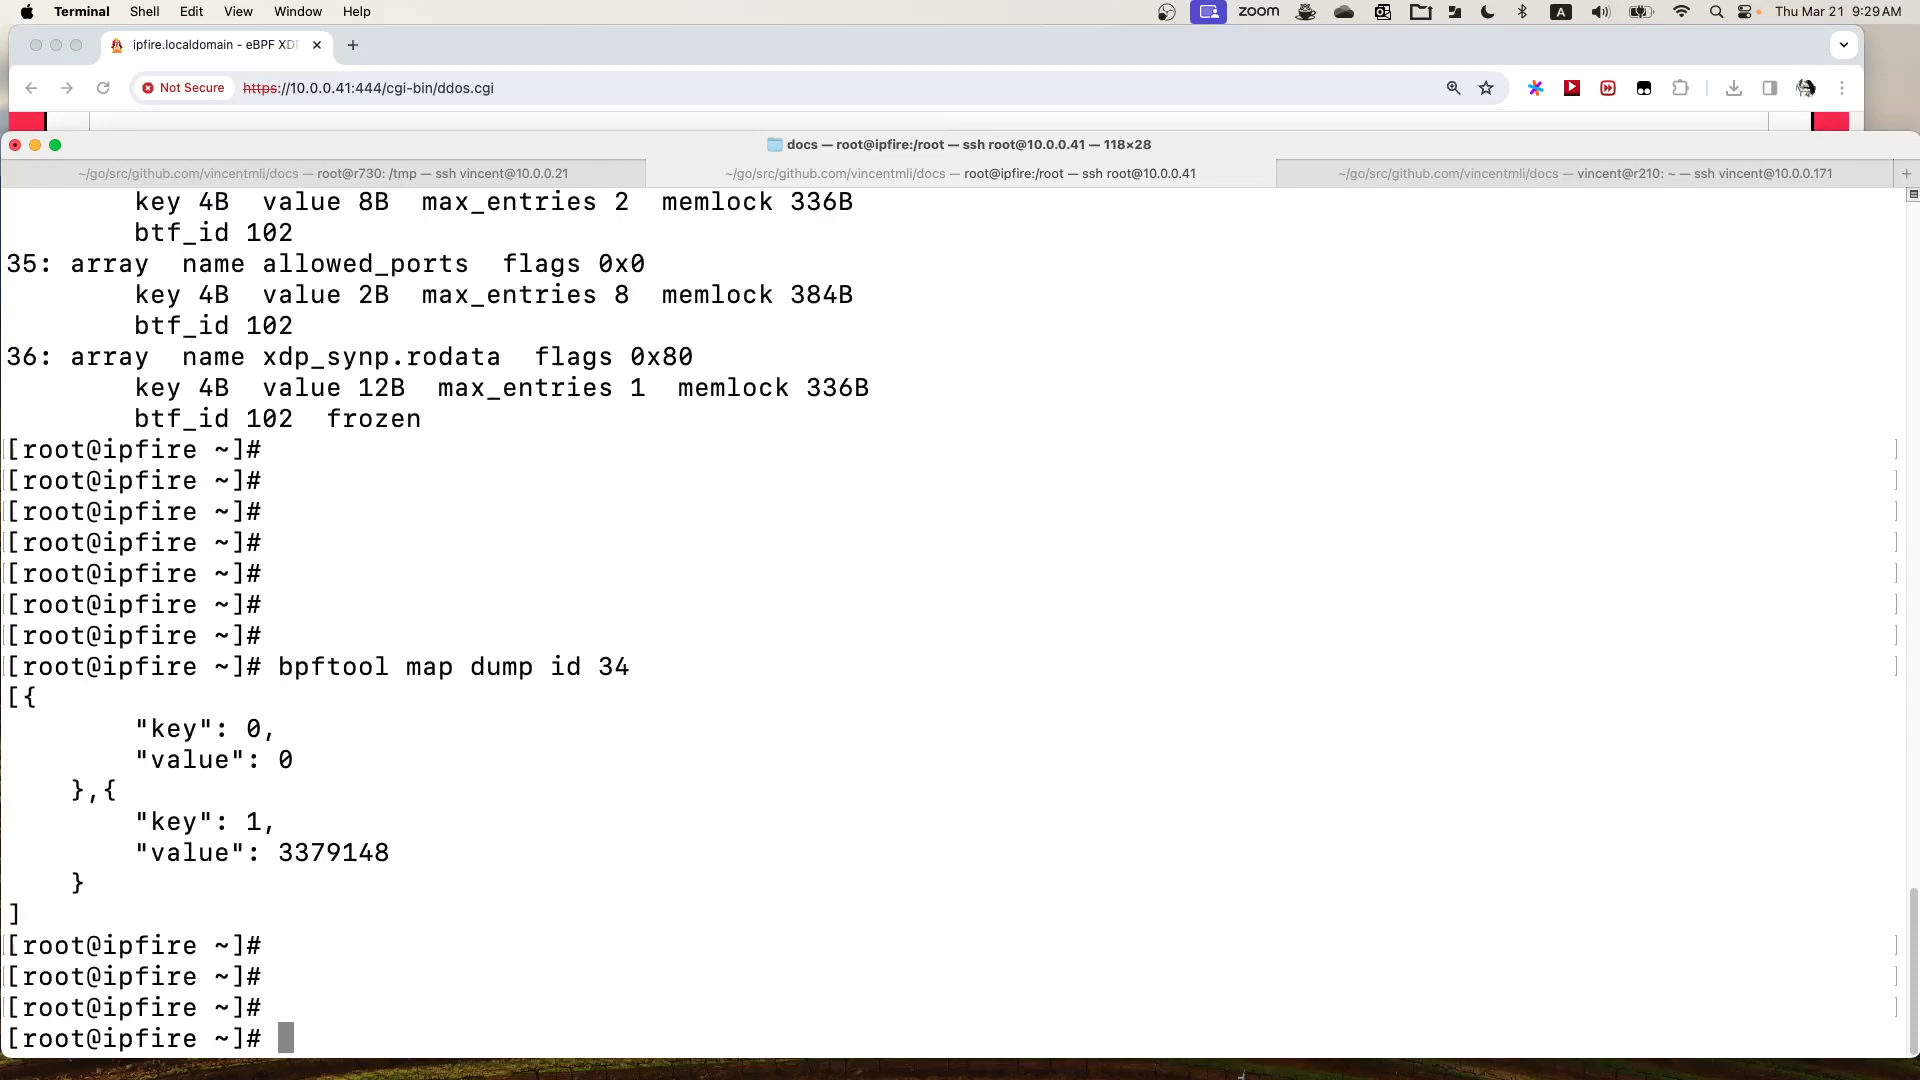 Terminal Shell Edit View Window Help zoom A Thu Mar 21 9:29 AM
ipfire.localdomain - eBPF XDP
Not Secure https://10.0.0.41:444/cgi-bin/ddos.cgi
docs — root@ipfire:/root — ssh root@10.0.0.41 — 118×28
~/go/src/github.com/vincentmli/docs — root@r730: /tmp — ssh vincent@10.0.0.21 ~/go/src/github.com/vincentmli/docs — root@ipfire:/root — ssh root@10.0.0.41 ~/go/src/github.com/vincentmli/docs — vincent@r210: ~ — ssh vincent@10.0.0.171
key 4B  value 8B  max_entries 2  memlock 336B
btf_id 102
35: array  name allowed_ports  flags 0x0
key 4B  value 2B  max_entries 8  memlock 384B
btf_id 102
36: array  name xdp_synp.rodata  flags 0x80
key 4B  value 12B  max_entries 1  memlock 336B
btf_id 102  frozen
[root@ipfire ~]#
[root@ipfire ~]#
[root@ipfire ~]#
[root@ipfire ~]#
[root@ipfire ~]#
[root@ipfire ~]#
[root@ipfire ~]#
[root@ipfire ~]# bpftool map dump id 34
[{
"key": 0,
"value": 0
},{
"key": 1,
"value": 3379148
}
]
[root@ipfire ~]#
[root@ipfire ~]#
[root@ipfire ~]#
[root@ipfire ~]#